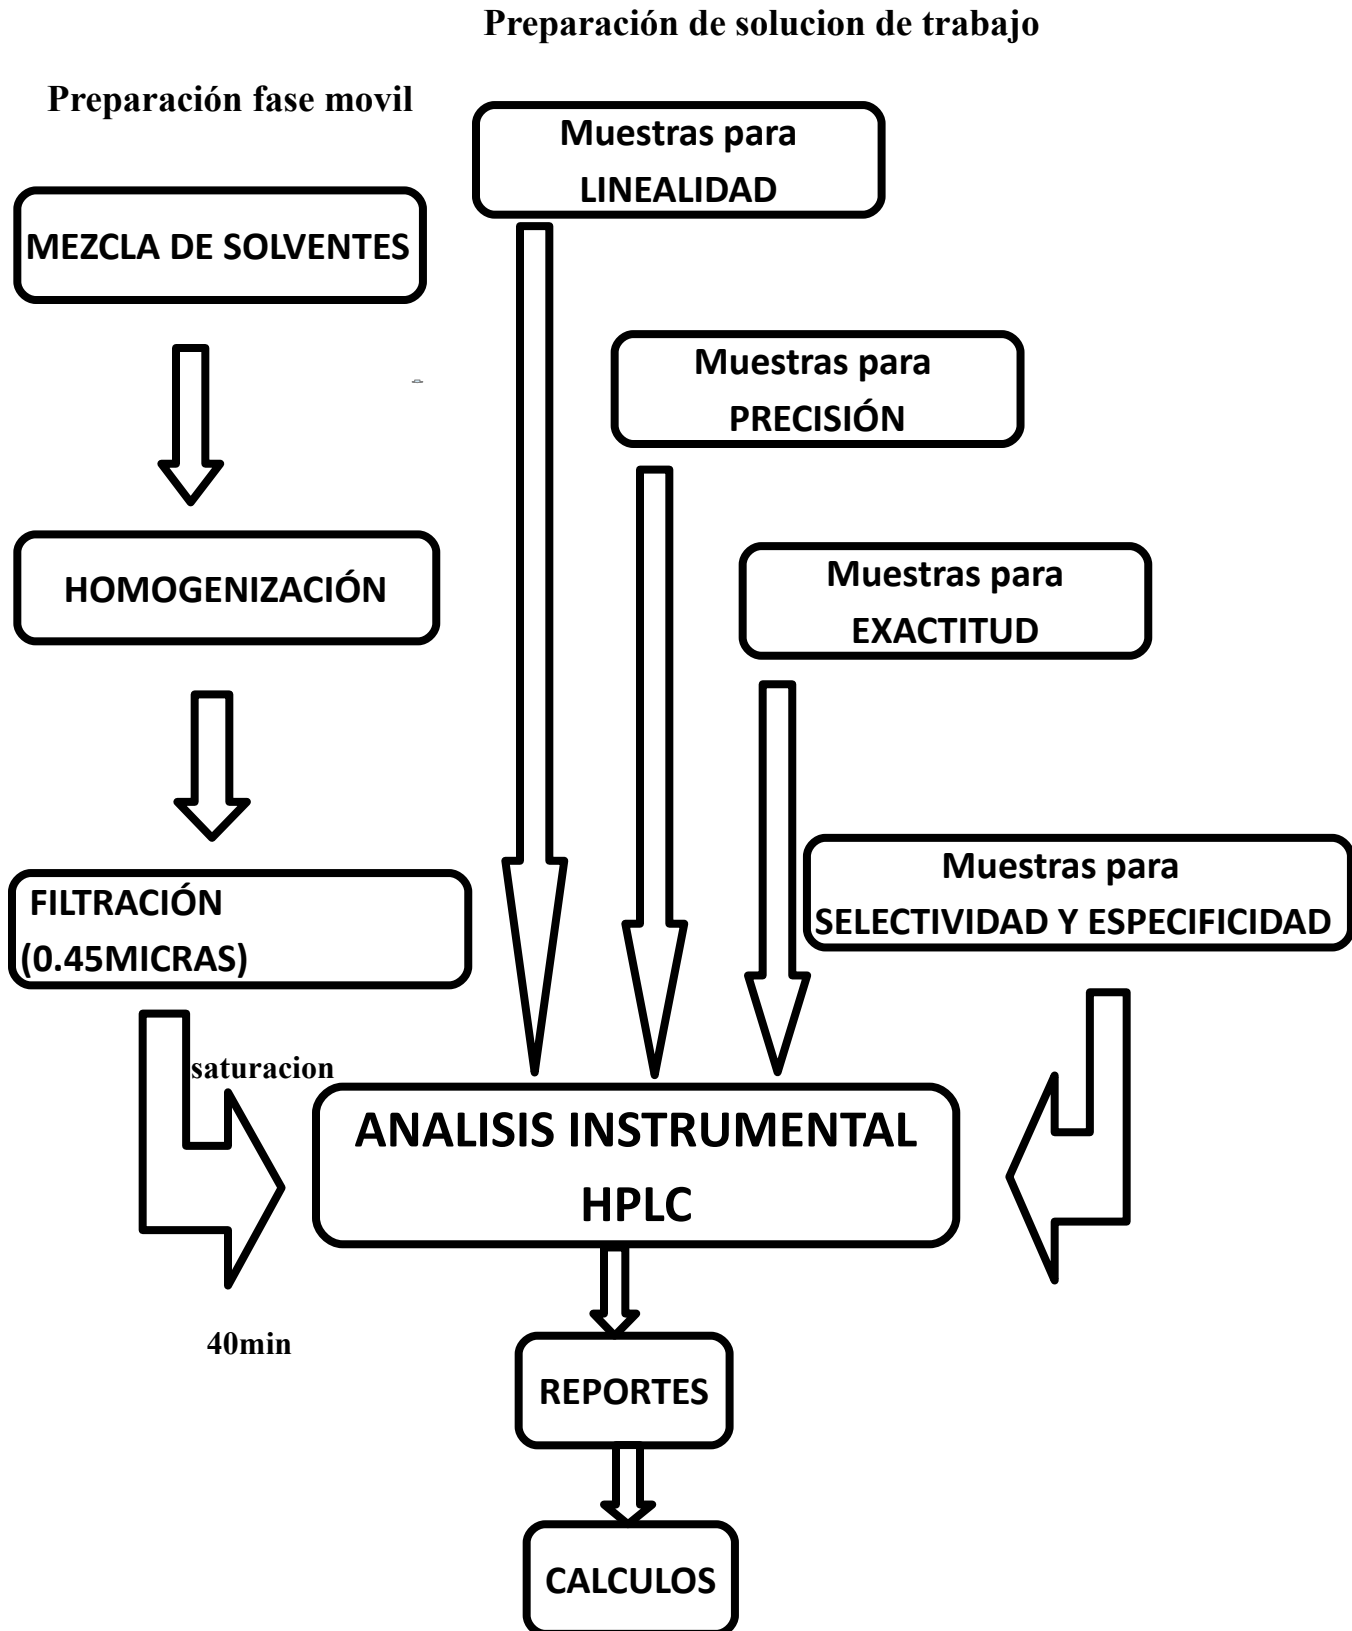 Preparación de solucion de trabajo
Preparación fase movil
Muestras para
LINEALIDAD
MEZCLA DE SOLVENTES
Muestras para
PRECISIÓN
HOMOGENIZACIÓN
Muestras para
EXACTITUD
Muestras para
SELECTIVIDAD Y ESPECIFICIDAD
FILTRACIÓN
(0.45MICRAS)
saturacion
ANALISIS INSTRUMENTAL
HPLC
40min
REPORTES
CALCULOS